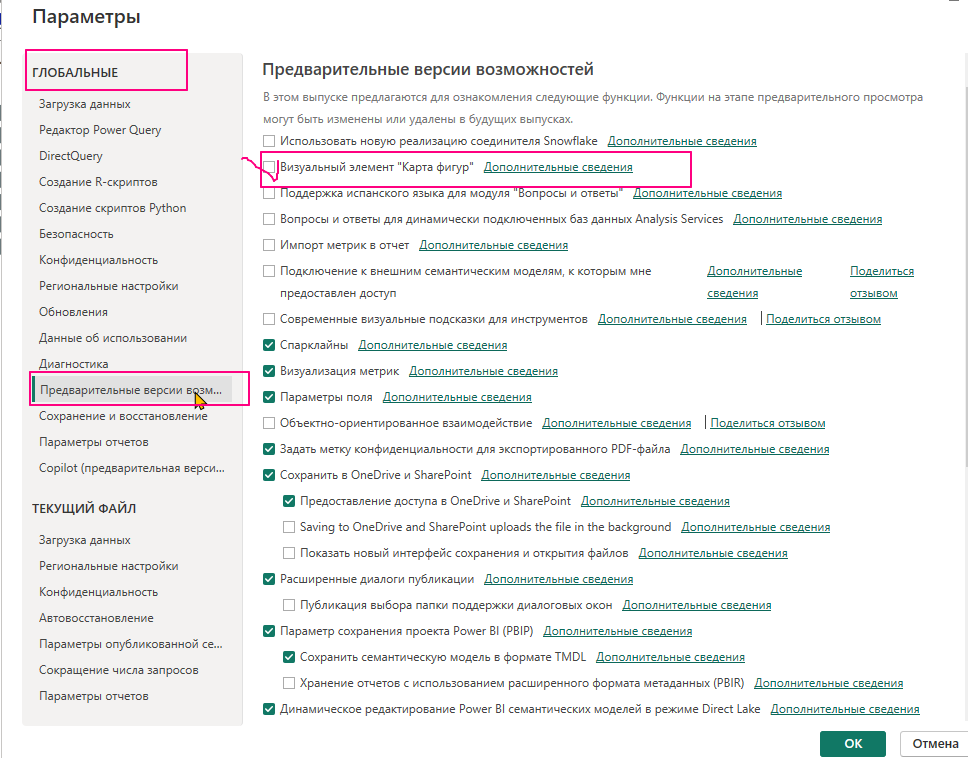 Параметры
ГЛОБАЛЬНЫЕ
Загрузка данных
Редактор Power Query
DirectQuery
Создание R-скриптов
Создание скриптов Python
Безопасность
Конфиденциальность
Региональные настройки
Обновления
Данные об использовании
Диагностика
Предварительные версии возм...
Сохранение и восстановление
Параметры отчетов
Copilot (предварительная верси...
ТЕКУЩИЙ ФАЙЛ
Загрузка данных
Региональные настройки
Конфиденциальность
Автовосстановление
Параметры опубликованной се...
Сокращение числа запросов
Параметры отчетов
Предварительные версии возможностей
В этом выпуске предлагаются для ознакомления следующие функции. Функции на этапе предварительного просмотра
могут быть изменены или удалены в будущих выпусках.
Использовать новую реализацию соединителя Snowflake Дополнительные сведения
Визуальный элемент "Карта фигур" Дополнительные сведения
Поддержка испанского языка для модуля "Вопросы и ответы" Дополнительные сведения
Вопросы и ответы для динамически подключенных баз данных Analysis Services Дополнительные сведения
Импорт метрик в отчет Дополнительные сведения
Подключение к внешним семантическим моделям, к которым мне Дополнительные Поделиться
предоставлен доступ сведения отзывом
Современные визуальные подсказки для инструментов Дополнительные сведения | Поделиться отзывом
Спарклайны Дополнительные сведения
Визуализация метрик Дополнительные сведения
Параметры поля Дополнительные сведения
Объектно-ориентированное взаимодействие Дополнительные сведения | Поделиться отзывом
Задать метку конфиденциальности для экспортированного PDF-файла Дополнительные сведения
Сохранить в OneDrive и SharePoint Дополнительные сведения
Предоставление доступа в OneDrive и SharePoint Дополнительные сведения
Saving to OneDrive and SharePoint uploads the file in the background Дополнительные сведения
Показать новый интерфейс сохранения и открытия файлов Дополнительные сведения
Расширенные диалоги публикации Дополнительные сведения
Публикация выбора папки поддержки диалоговых окон Дополнительные сведения
Параметр сохранения проекта Power BI (PBIP) Дополнительные сведения
Сохранить семантическую модель в формате TMDL Дополнительные сведения
Хранение отчетов с использованием расширенного формата метаданных (PBIR) Дополнительные сведения
Динамическое редактирование Power BI семантических моделей в режиме Direct Lake Дополнительные сведения
ОК
Отмена